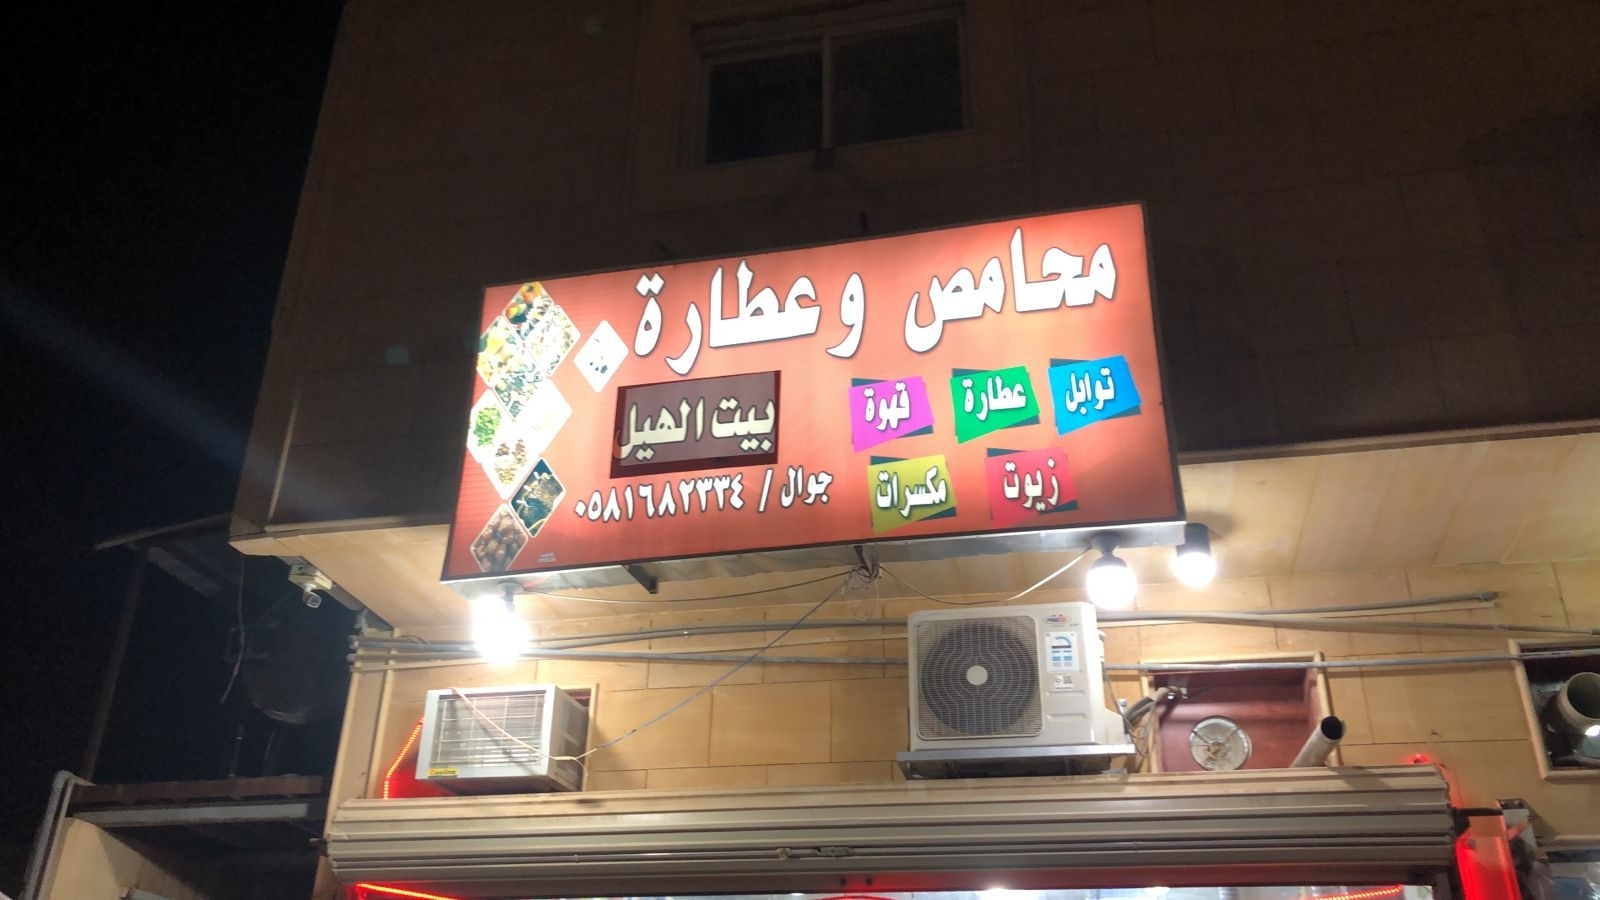 محامص وعطارة
توابل
عطارة
قهوة
زيوت
مكسرات
بيت الهيل
جوال / ٠٥٨١٦٨٢٣٣٤